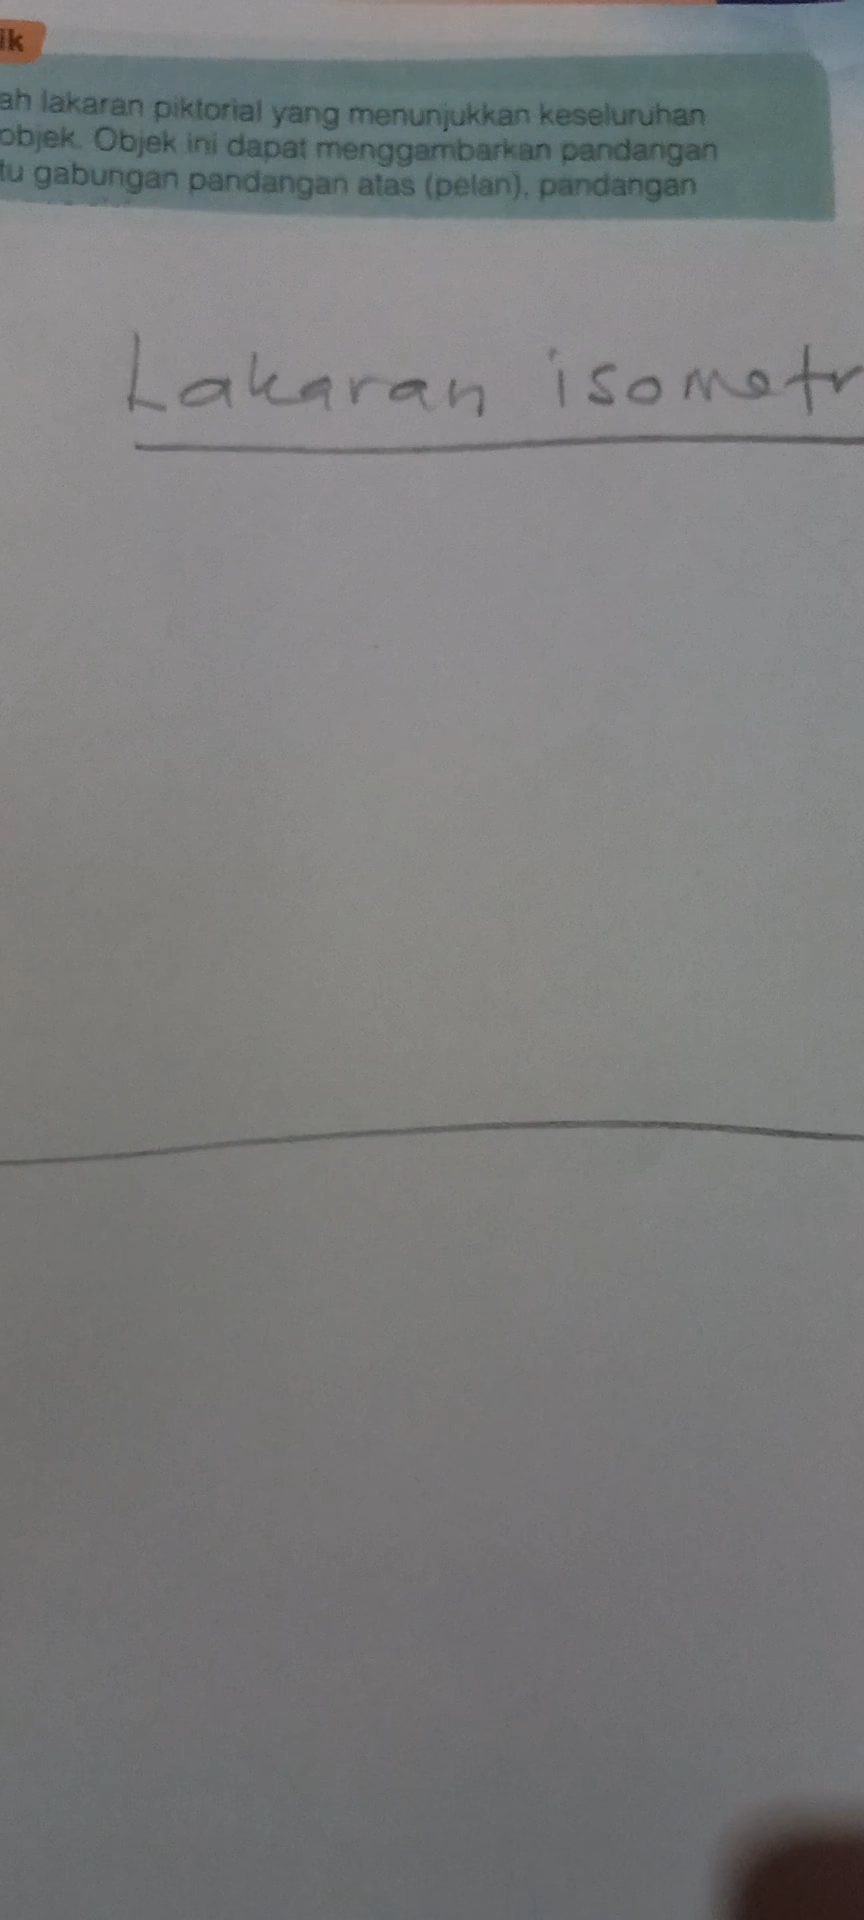 ik
ah lakaran piktorial yang menunjukkan keseluruhan
objek. Objek ini dapat menggambarkan pandangan
tu gabungan pandangan atas (pelan), pandangan
Lakaran isometr